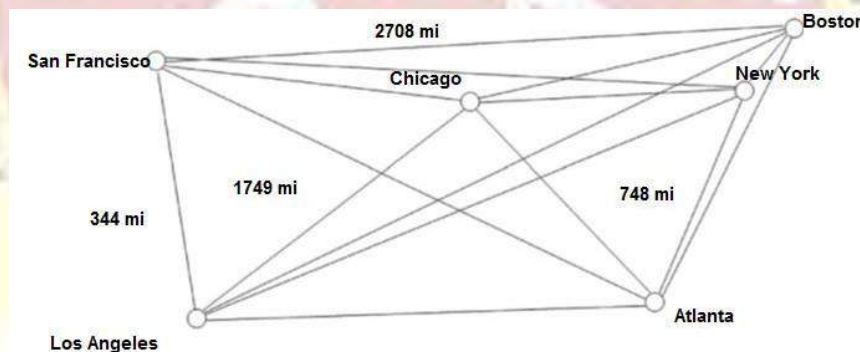 2708 mi
Boston
San Francisco
Chicago
New York
1749 mi
748 mi
344 mi
Atlanta
Los Angeles